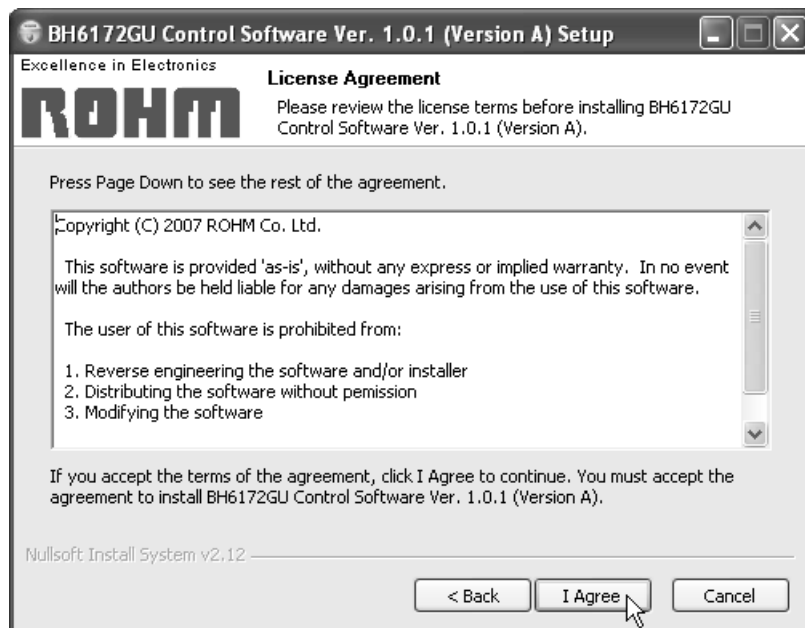 BH6172GU Control Software Ver. 1.0.1 (Version A) Setup
Excellence in Electronics
ROHM
License Agreement
Please review the license terms before installing BH6172GU
Control Software Ver. 1.0.1 (Version A).
Press Page Down to see the rest of the agreement.
Copyright (C) 2007 ROHM Co. Ltd.
This software is provided 'as-is', without any express or implied warranty.  In no event
will the authors be held liable for any damages arising from the use of this software.
The user of this software is prohibited from:
1. Reverse engineering the software and/or installer
2. Distributing the software without pemission
3. Modifying the software
If you accept the terms of the agreement, click I Agree to continue. You must accept the
agreement to install BH6172GU Control Software Ver. 1.0.1 (Version A).
Nullsoft Install System v2.12
< Back
I Agree
Cancel